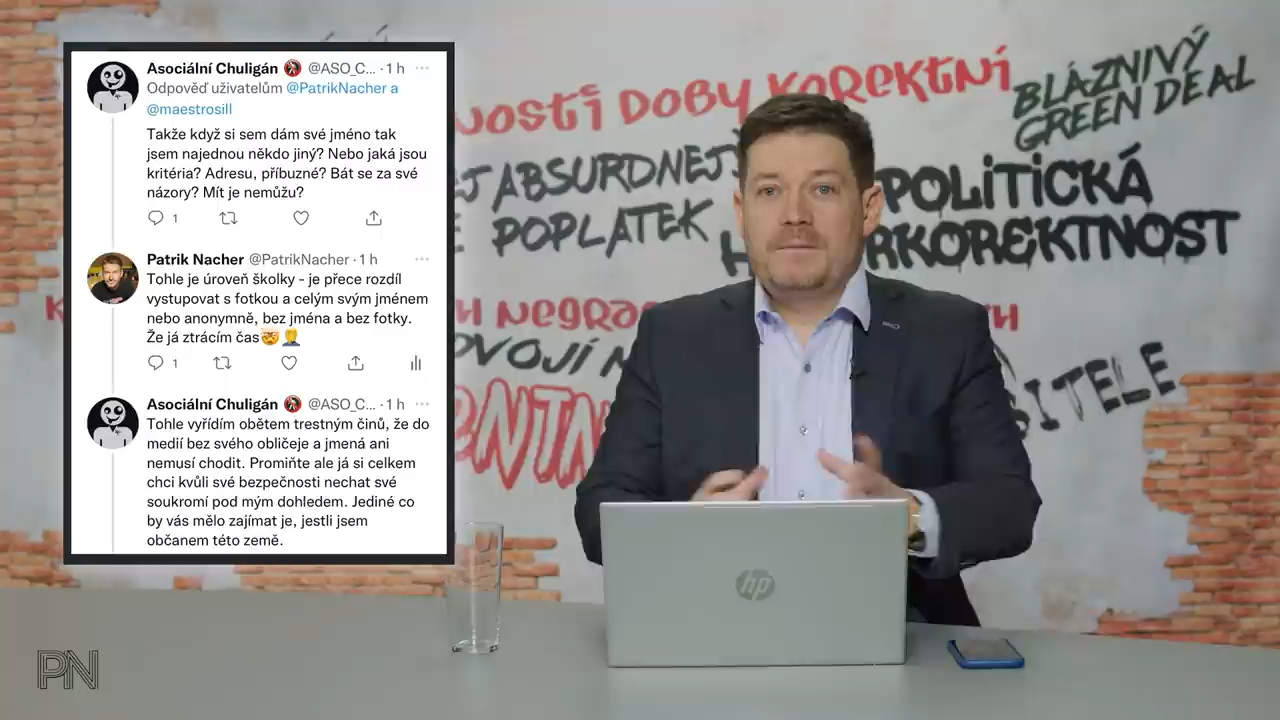 Asociální Chuligán @ASO_C... · 1 h ...
Odpověď uživatelům @PatrikNacher a
@maestrosill
Takže když si sem dám své jméno tak
jsem najednou někdo jiný? Nebo jaká jsou
kritéria? Adresu, příbuzné? Bát se za své
názory? Mít je nemůžu?
1
Patrik Nacher @PatrikNacher · 1 h ...
Tohle je úroveň školky - je přece rozdíl
vystupovat s fotkou a celým svým jménem
nebo anonymně, bez jména a bez fotky.
Že já ztrácím čas🤯🤦‍♂️
1
Asociální Chuligán @ASO_C... · 1 h ...
Tohle vyřídím obětem trestným činů, že do
medií bez svého obličeje a jmená ani
nemusí chodit. Promiňte ale já si celkem
chci kvůli své bezpečnosti nechat své
soukromí pod mým dohledem. Jediné co
by vás mělo zajímat je, jestli jsem
občanem této země.
DOBY KOREKTNÍ
BLÁZNIVÝ
GREEN DEAL
POPLATEK
POLITICKÁ
hp
PN